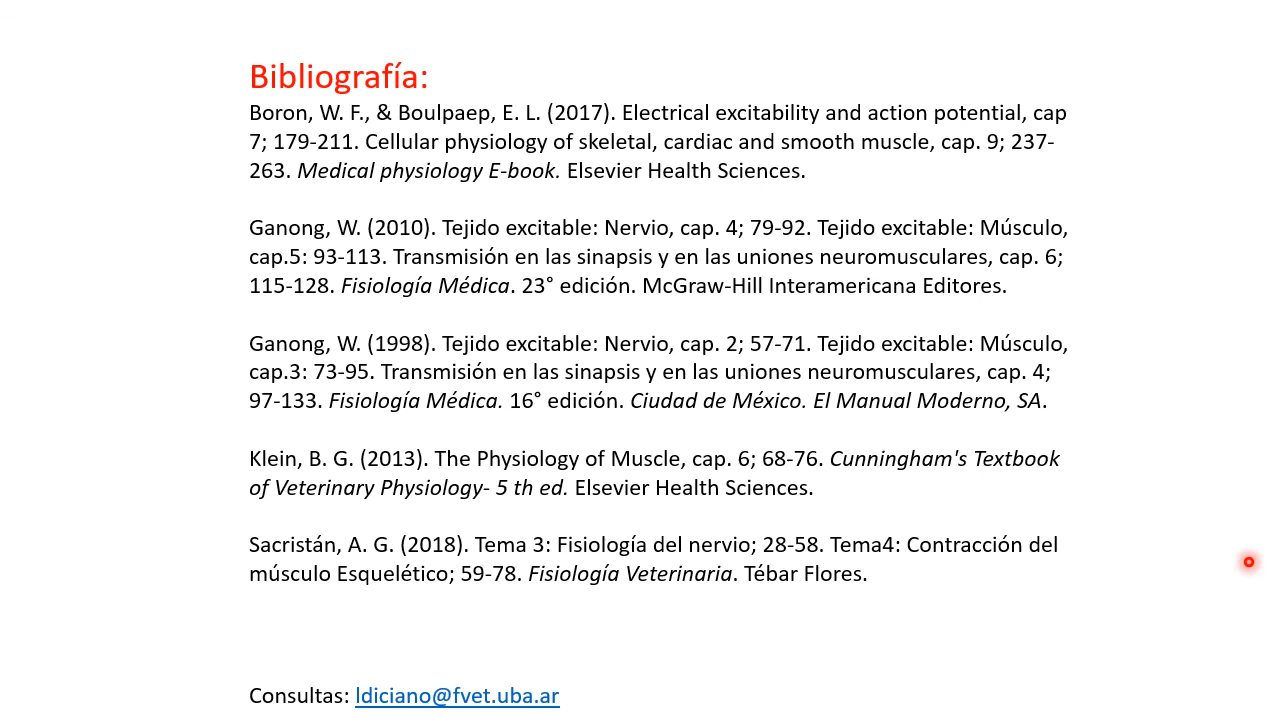 Bibliografía:
Boron, W. F., & Boulpaep, E. L. (2017). Electrical excitability and action potential, cap
7; 179-211. Cellular physiology of skeletal, cardiac and smooth muscle, cap. 9; 237-
263. Medical physiology E-book. Elsevier Health Sciences.
Ganong, W. (2010). Tejido excitable: Nervio, cap. 4; 79-92. Tejido excitable: Músculo,
cap.5: 93-113. Transmisión en las sinapsis y en las uniones neuromusculares, cap. 6;
115-128. Fisiología Médica. 23° edición. McGraw-Hill Interamericana Editores.
Ganong, W. (1998). Tejido excitable: Nervio, cap. 2; 57-71. Tejido excitable: Músculo,
cap.3: 73-95. Transmisión en las sinapsis y en las uniones neuromusculares, cap. 4;
97-133. Fisiología Médica. 16° edición. Ciudad de México. El Manual Moderno, SA.
Klein, B. G. (2013). The Physiology of Muscle, cap. 6; 68-76. Cunningham's Textbook
of Veterinary Physiology- 5 th ed. Elsevier Health Sciences.
Sacristán, A. G. (2018). Tema 3: Fisiología del nervio; 28-58. Tema4: Contracción del
músculo Esquelético; 59-78. Fisiología Veterinaria. Tébar Flores.
Consultas: ldiciano@fvet.uba.ar